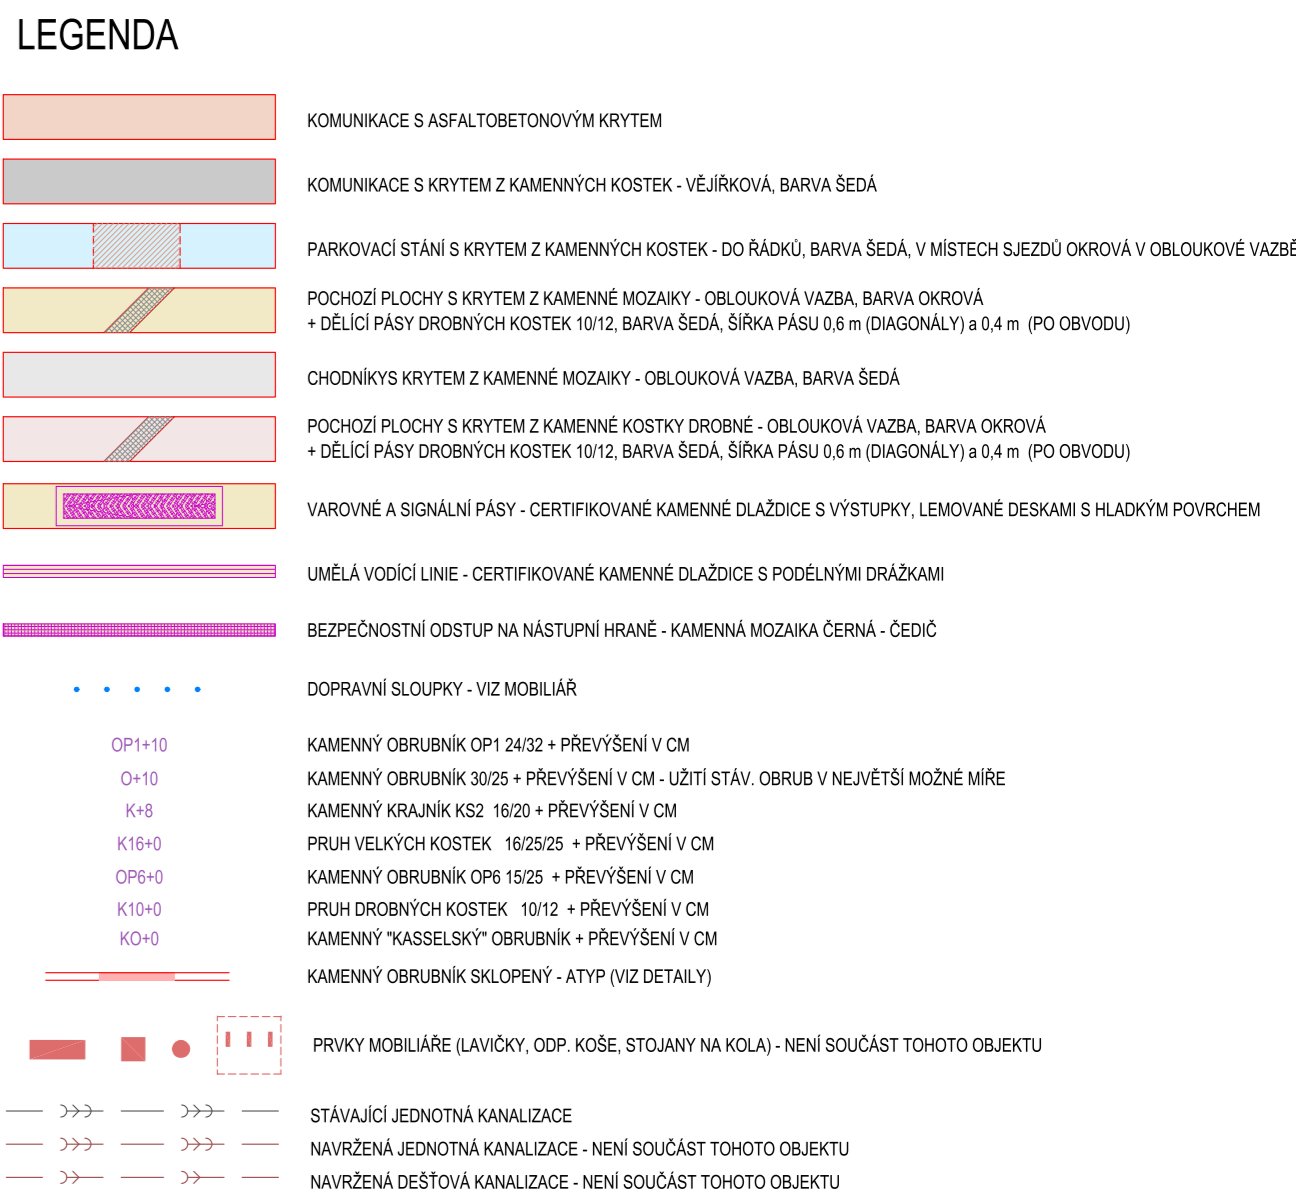 LEGENDA
KOMUNIKACE S ASFALTOBETONOVÝM KRYTEM
KOMUNIKACE S KRYTEM Z KAMENNÝCH KOSTEK - VĚJÍŘKOVÁ, BARVA ŠEDÁ
PARKOVACÍ STÁNÍ S KRYTEM Z KAMENNÝCH KOSTEK - DO ŘÁDKŮ, BARVA ŠEDÁ, V MÍSTECH SJEZDŮ OKROVÁ V OBLOUKOVÉ VAZBĚ
POCHOZÍ PLOCHY S KRYTEM Z KAMENNÉ MOZAIKY - OBLOUKOVÁ VAZBA, BARVA OKROVÁ
+ DĚLÍCÍ PÁSY DROBNÝCH KOSTEK 10/12, BARVA ŠEDÁ, ŠÍŘKA PÁSU 0,6 m (DIAGONÁLY) a 0,4 m (PO OBVODU)
CHODNÍKYS KRYTEM Z KAMENNÉ MOZAIKY - OBLOUKOVÁ VAZBA, BARVA ŠEDÁ
POCHOZÍ PLOCHY S KRYTEM Z KAMENNÉ KOSTKY DROBNÉ - OBLOUKOVÁ VAZBA, BARVA OKROVÁ
+ DĚLÍCÍ PÁSY DROBNÝCH KOSTEK 10/12, BARVA ŠEDÁ, ŠÍŘKA PÁSU 0,6 m (DIAGONÁLY) a 0,4 m (PO OBVODU)
VAROVNÉ A SIGNÁLNÍ PÁSY - CERTIFIKOVANÉ KAMENNÉ DLAŽDICE S VÝSTUPKY, LEMOVANÉ DESKAMI S HLADKÝM POVRCHEM
UMĚLÁ VODÍCÍ LINIE - CERTIFIKOVANÉ KAMENNÉ DLAŽDICE S PODÉLNÝMI DRÁŽKAMI
BEZPEČNOSTNÍ ODSTUP NA NÁSTUPNÍ HRANĚ - KAMENNÁ MOZAIKA ČERNÁ - ČEDIČ
DOPRAVNÍ SLOUPKY - VIZ MOBILIÁŘ
OP1+10 KAMENNÝ OBRUBNÍK OP1 24/32 + PŘEVÝŠENÍ V CM
O+10 KAMENNÝ OBRUBNÍK 30/25 + PŘEVÝŠENÍ V CM - UŽITÍ STÁV. OBRUB V NEJVĚTŠÍ MOŽNÉ MÍŘE
K+8 KAMENNÝ KRAJNÍK KS2 16/20 + PŘEVÝŠENÍ V CM
K16+0 PRUH VELKÝCH KOSTEK 16/25/25 + PŘEVÝŠENÍ V CM
OP6+0 KAMENNÝ OBRUBNÍK OP6 15/25 + PŘEVÝŠENÍ V CM
K10+0 PRUH DROBNÝCH KOSTEK 10/12 + PŘEVÝŠENÍ V CM
KO+0 KAMENNÝ "KASSELSKÝ" OBRUBNÍK + PŘEVÝŠENÍ V CM
KAMENNÝ OBRUBNÍK SKLOPENÝ - ATYP (VIZ DETAILY)
PRVKY MOBILIÁŘE (LAVIČKY, ODP. KOŠE, STOJANY NA KOLA) - NENÍ SOUČÁST TOHOTO OBJEKTU
STÁVAJÍCÍ JEDNOTNÁ KANALIZACE
NAVRŽENÁ JEDNOTNÁ KANALIZACE - NENÍ SOUČÁST TOHOTO OBJEKTU
NAVRŽENÁ DEŠŤOVÁ KANALIZACE - NENÍ SOUČÁST TOHOTO OBJEKTU